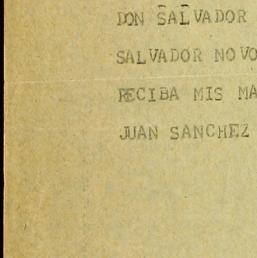 DON SALVADOR
SALVADOR NOVO
RECIBA MIS MA
JUAN SANCHEZ